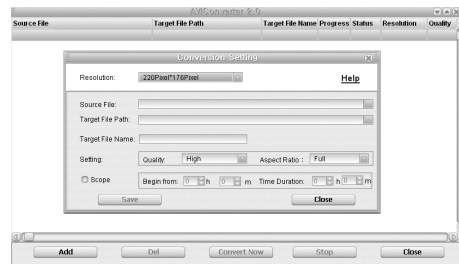 AVIConverter 2.0
Source File Target File Path Target File Name Progress Status Resolution Quality
Conversion Setting
Resolution: 220Pixel*176Pixel Help
Source File:
Target File Path:
Target File Name:
Setting: Quality: High Aspect Ratio : Full
Scope Begin from: 0 h 0 m Time Duration: 0 h 0 m
Save Close
Add Del Convert Now Stop Close